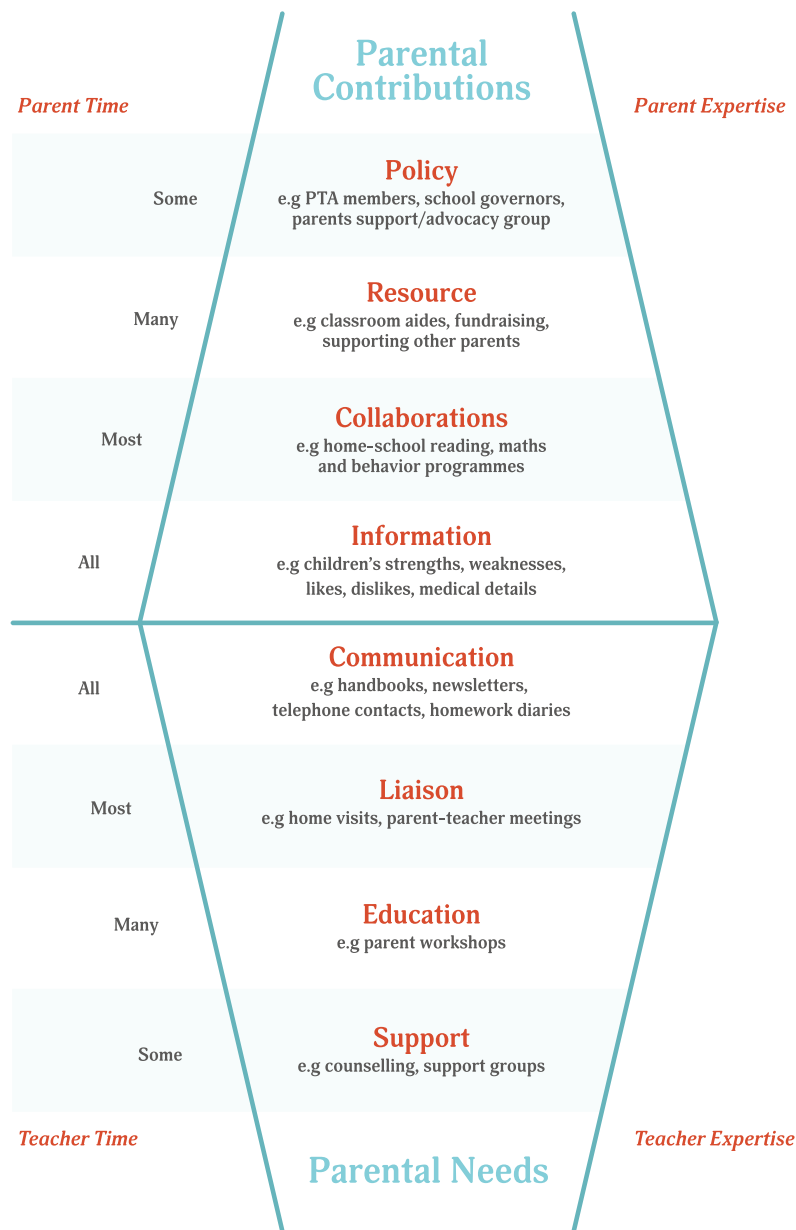 Parental
Contributions
Parent Time
Parent Expertise
Policy
Some
e.g PTA members, school governors,
parents support/advocacy group
Resource
Many
e.g classroom aides, fundraising,
supporting other parents
Collaborations
Most
e.g home-school reading, maths
and behavior programmes
Information
All
e.g children’s strengths, weaknesses,
likes, dislikes, medical details
Communication
All
e.g handbooks, newsletters,
telephone contacts, homework diaries
Liaison
Most
e.g home visits, parent-teacher meetings
Education
Many
e.g parent workshops
Support
Some
e.g counselling, support groups
Teacher Time
Teacher Expertise
Parental Needs